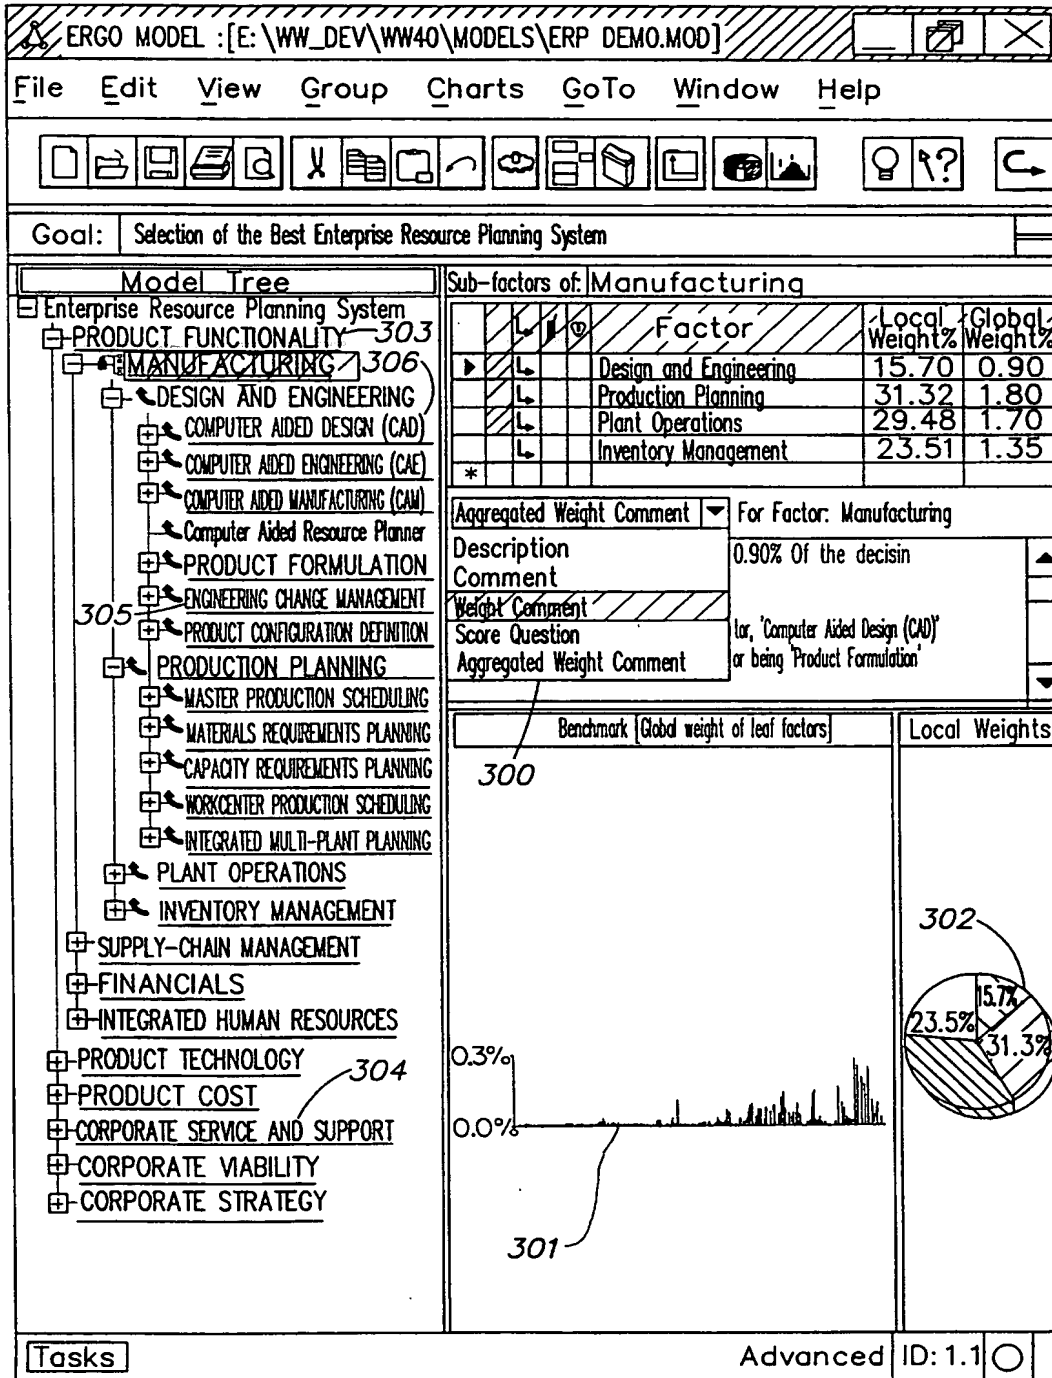 ERGO MODEL :[E: \WW_DEV\WW40\MODELS\ERP DEMO.MOD]
File Edit View Group Charts GoTo Window Help
Goal: Selection of the Best Enterprise Resource Planning System
Model Tree
Enterprise Resource Planning System
PRODUCT FUNCTIONALITY 303
MANUFACTURING 306
DESIGN AND ENGINEERING
COMPUTER AIDED DESIGN (CAD)
COMPUTER AIDED ENGINEERING (CAE)
COMPUTER AIDED MANUFACTURING (CAM)
Computer Aided Resource Planner
PRODUCT FORMULATION
ENGINEERING CHANGE MANAGEMENT
305
PRODUCT CONFIGURATION DEFINITION
PRODUCTION PLANNING
MASTER PRODUCTION SCHEDULING
MATERIALS REQUIREMENTS PLANNING
CAPACITY REQUIREMENTS PLANNING
WORKCENTER PRODUCTION SCHEDULING
INTEGRATED MULTI-PLANT PLANNING
PLANT OPERATIONS
INVENTORY MANAGEMENT
SUPPLY-CHAIN MANAGEMENT
FINANCIALS
INTEGRATED HUMAN RESOURCES
PRODUCT TECHNOLOGY
304
PRODUCT COST
CORPORATE SERVICE AND SUPPORT
CORPORATE VIABILITY
CORPORATE STRATEGY
Sub-factors of: Manufacturing
Factor Local Weight% Global Weight%
Design and Engineering 15.70 0.90
Production Planning 31.32 1.80
Plant Operations 29.48 1.70
Inventory Management 23.51 1.35
*
Aggregated Weight Comment For Factor: Manufacturing
Description
Comment
Weight Comment
Score Question
Aggregated Weight Comment
0.90% Of the decisin
tor, 'Computer Aided Design (CAD)'
or being 'Product Formulation'
300
Benchmark [Global weight of leaf factors]
0.3%
0.0%
301
Local Weights
302
15.7%
23.5%
31.3%
Tasks
Advanced ID: 1.1